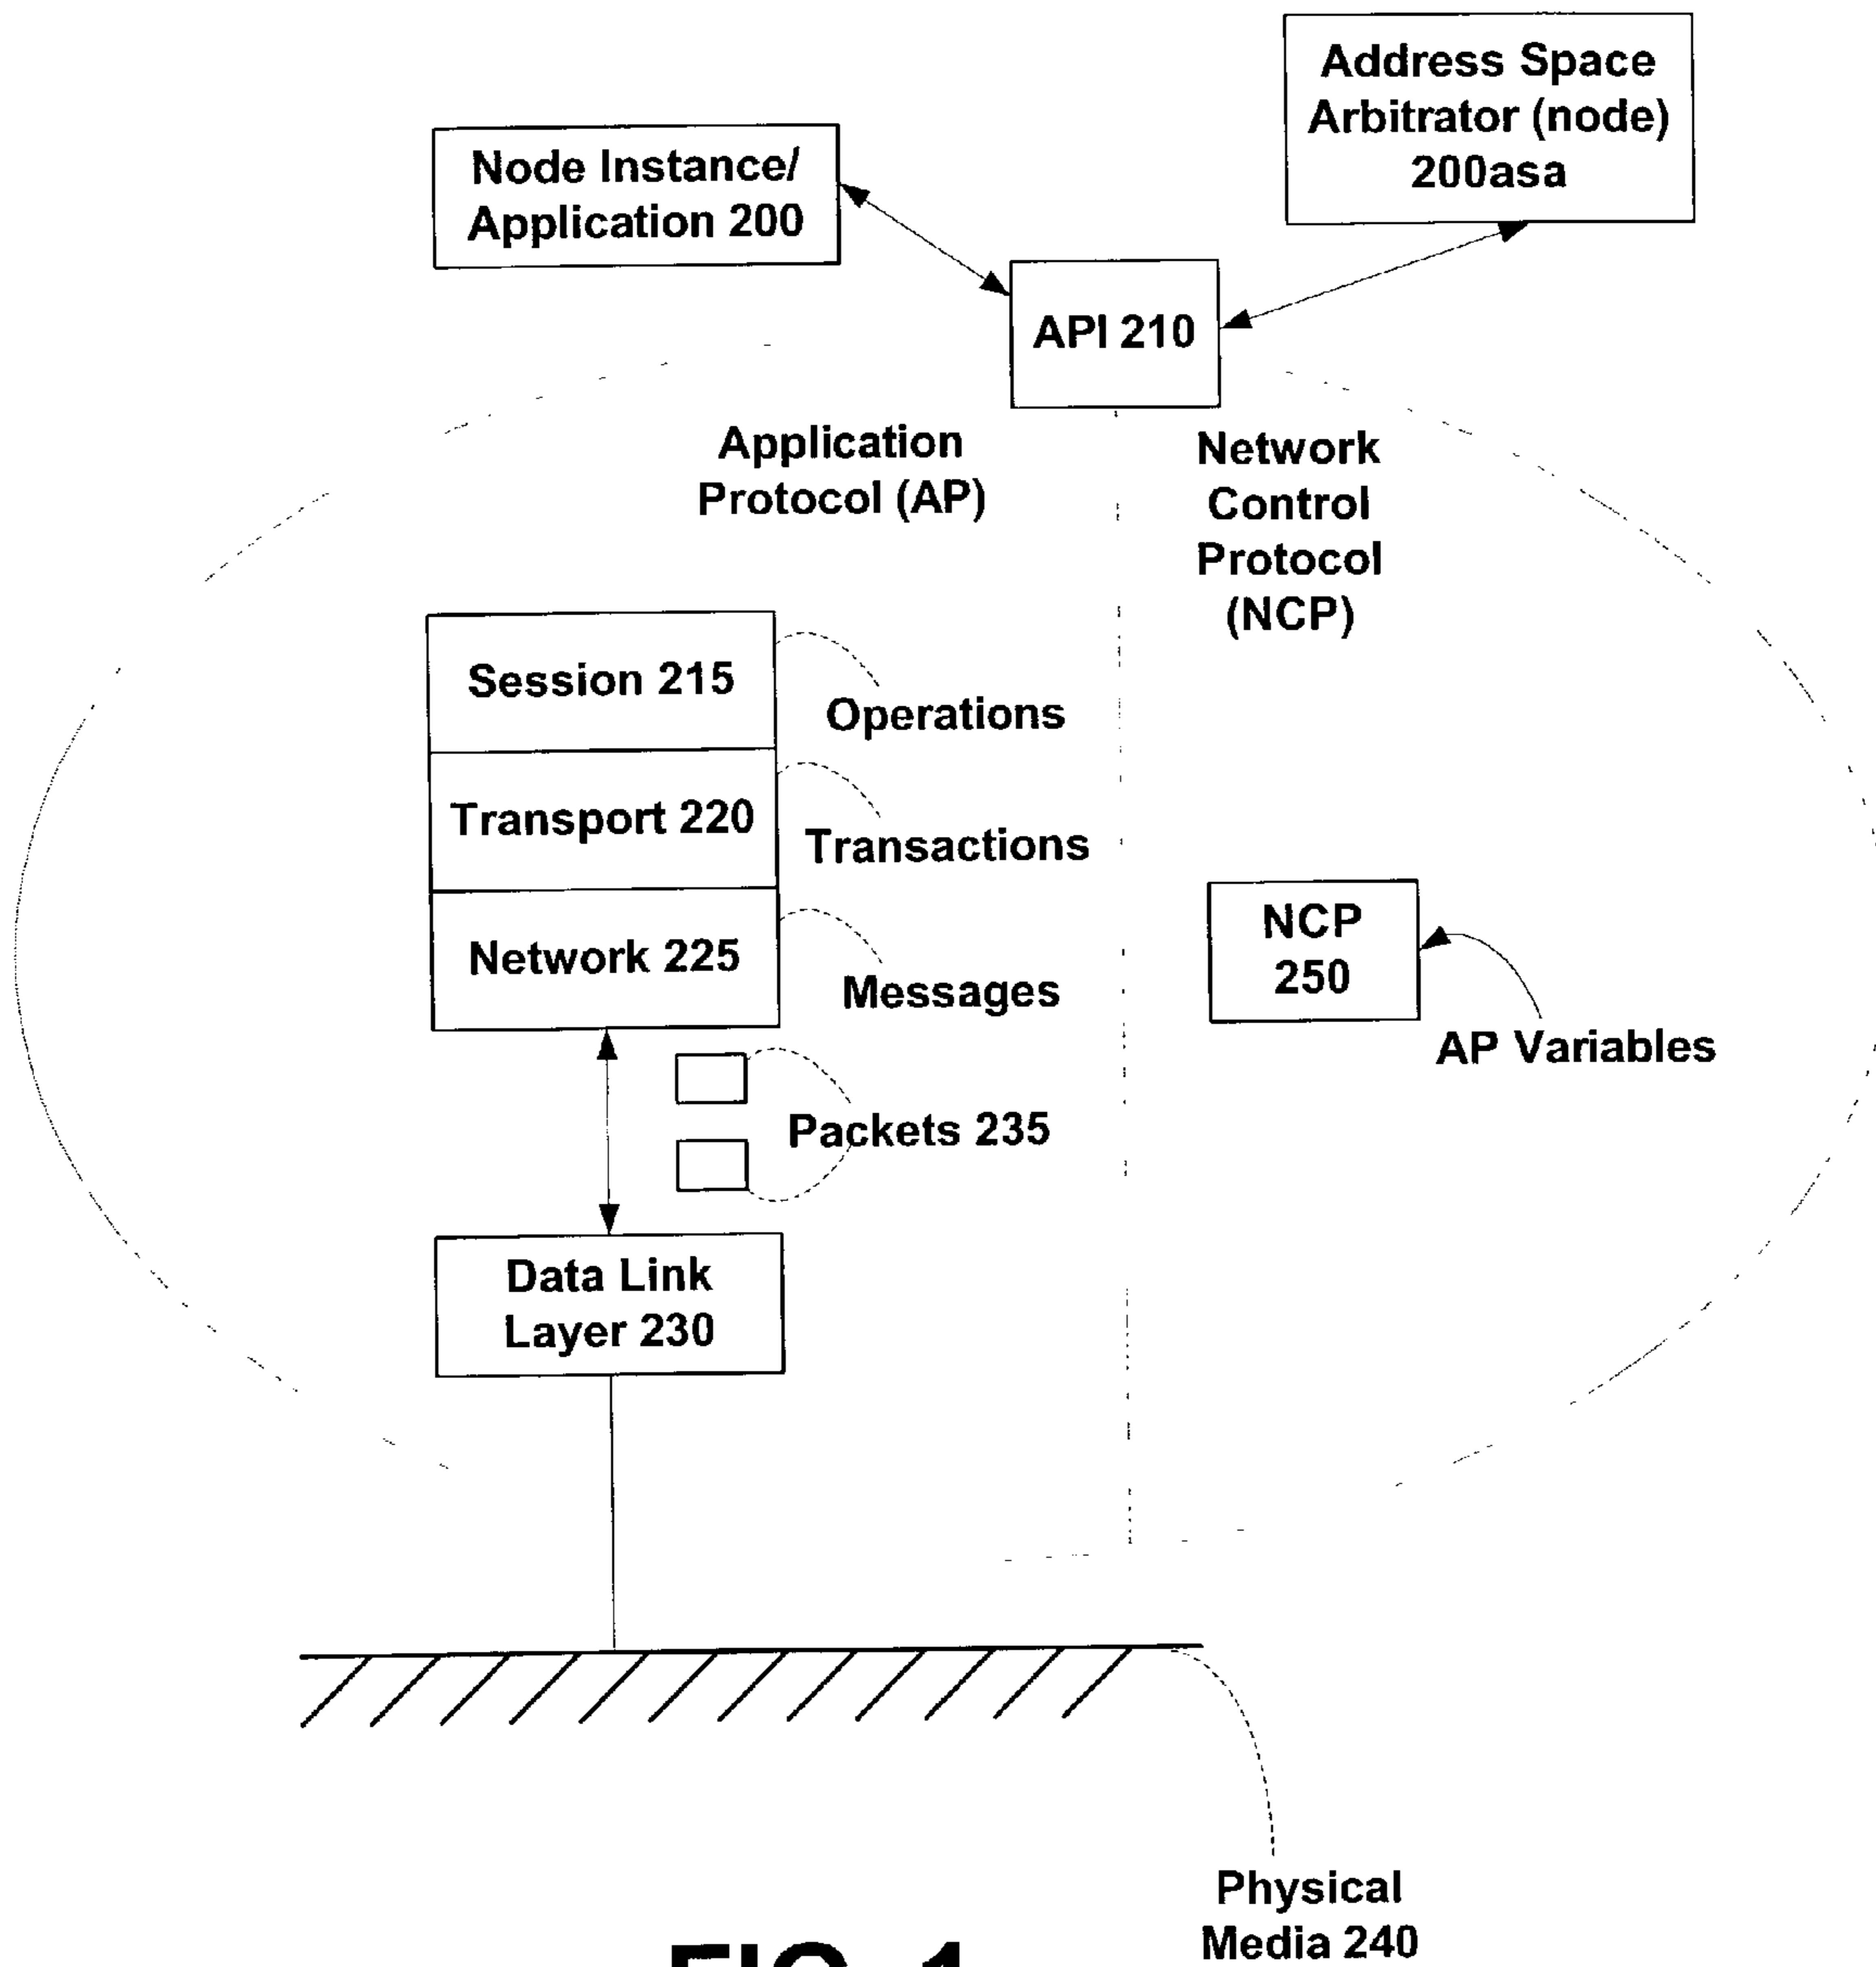 Address Space
Arbitrator (node)
200asa
Node Instance/
Application 200
API 210
Application
Protocol (AP)
Network
Control
Protocol
(NCP)
Session 215
Operations
Transport 220
Transactions
Network 225
Messages
NCP
250
AP Variables
Packets 235
Data Link
Layer 230
Physical
Media 240
FIG. 1